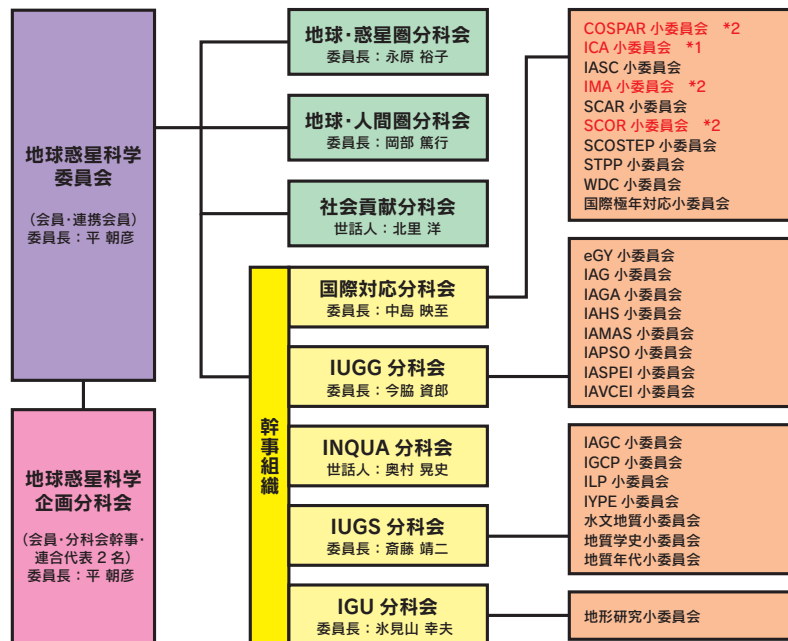 地球惑星科学
委員会
（会員・連携会員）
委員長：平 朝彦
地球惑星科学
企画分科会
（会員・分科会幹事・
連合代表 2 名）
委員長：平 朝彦
地球・惑星圏分科会
委員長：永原 裕子
地球・人間圏分科会
委員長：岡部 篤行
社会貢献分科会
世話人：北里 洋
幹事組織
国際対応分科会
委員長：中島 映至
IUGG 分科会
委員長：今脇 資郎
INQUA 分科会
世話人：奥村 晃史
IUGS 分科会
委員長：斎藤 靖二
IGU 分科会
委員長：氷見山 幸夫
COSPAR 小委員会 *2
ICA 小委員会 *1
IASC 小委員会
IMA 小委員会 *2
SCAR 小委員会
SCOR 小委員会 *2
SCOSTEP 小委員会
STPP 小委員会
WDC 小委員会
国際極年対応小委員会
eGY 小委員会
IAG 小委員会
IAGA 小委員会
IAHS 小委員会
IAMAS 小委員会
IAPSO 小委員会
IASPEI 小委員会
IAVCEI 小委員会
IAGC 小委員会
IGCP 小委員会
ILP 小委員会
IYPE 小委員会
水文地質小委員会
地質学史小委員会
地質年代小委員会
地形研究小委員会